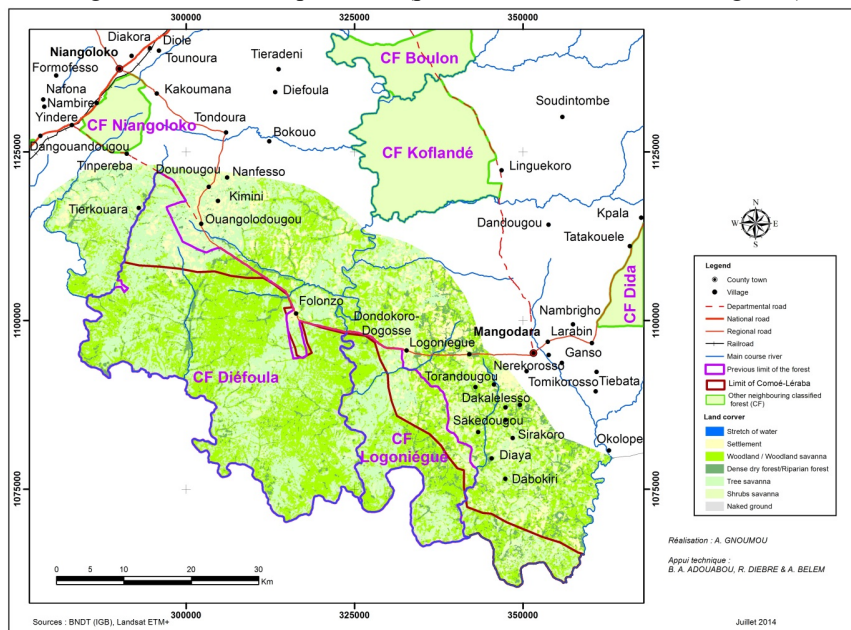 300000 325000 350000
Diakora
Diole
Niangoloko
Tounoura
Tieradeni
CF Boulon
Formofesso
Nafona
Kakoumana
Diefoula
Nambire
Soudintombe
Yindere
CF Niangoloko
Tondoura
Bokouo
Dangouandougou
CF Koflandé
1125000 1125000
Tinpereba
Dounougou
Nanfesso
Linguekoro
Kimini
Tierkouara
Ouangolodougou
Dandougou
Kpala
Tatakouele
CF Dida
N
W E
S
Legend
County town
Village
Departmental road
National road
Regional road
Railroad
Main course river
Previous limit of the forest
Limit of Comoé-Léraba
Other neighbouring classified
forest (CF)
Land corver
Stretch of water
Settlement
Woodland / Woodland savanna
Dense dry forest/Riparian forest
Tree savanna
Shrubs savanna
Naked ground
Folonzo
Dondokoro-
Dogosse
Nambrigho
1100000 1100000
Mangodara
Larabin
Logoniegue
Ganso
Nerekorosso
CF Diéfoula
Torandougou
Tomikorosso
Tiebata
Dakalelesso
CF
Logoniégue
Sakedougou
Sirakoro
Okolope
Diaya
Dabokiri
1075000 1075000
Réalisation : A. GNOUMOU
Appui technique :
B. A. ADOUABOU, R. DIEBRE & A. BELEM
0 5 10 20 30
Km
300000 325000 350000
Sources : BNDT (IGB), Landsat ETM+
Juillet 2014